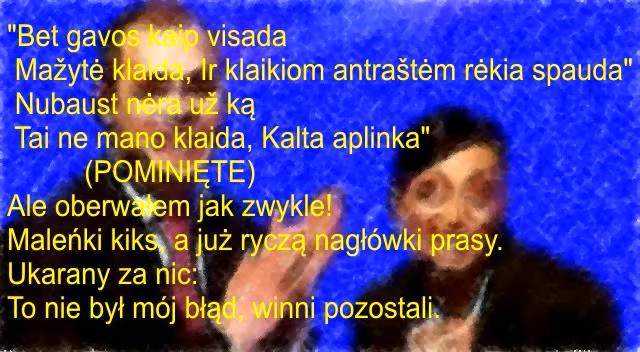 "Bet gavos kaip visada
Mažytė klaida, Ir klaikiom antraštėm rėkia spauda"
Nubaust nėra už ką
Tai ne mano klaida, Kalta aplinka"
(POMINIĘTE)
Ale oberwałem jak zwykle!
Maleńki kiks, a już ryczą nagłówki prasy.
Ukarany za nic:
To nie był mój błąd, winni pozostali.